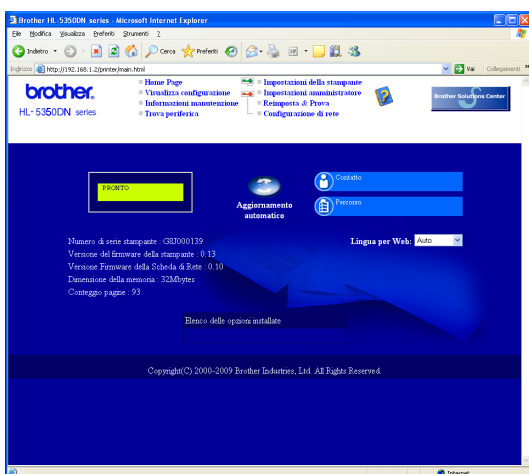 Brother HL-5350DN series - Microsoft Internet Explorer
File Modifica Visualizza Preferiti Strumenti ?
Indietro Cerca Preferiti
Indirizzo http://192.168.1.2/printer/main.html Vai Collegamenti »
brother.
HL-5350DN series
Home Page
Visualizza configurazione
Informazioni manutenzione
Trova periferica
Impostazioni della stampante
Impostazioni amministratore
Reimposta & Prova
Configurazione di rete
Brother Solutions Center
PRONTO
Aggiornamento
automatico
Contatto
Percorso
Numero di serie stampante : G8J000139
Versione del firmware della stampante : 0.13
Versione Firmware della Scheda di Rete : 0.10
Dimensione della memoria : 32Mbytes
Conteggio pagine : 93
Lingua per Web: Auto
Elenco delle opzioni installate
Copyright(C) 2000-2009 Brother Industries, Ltd. All Rights Reserved.
Internet